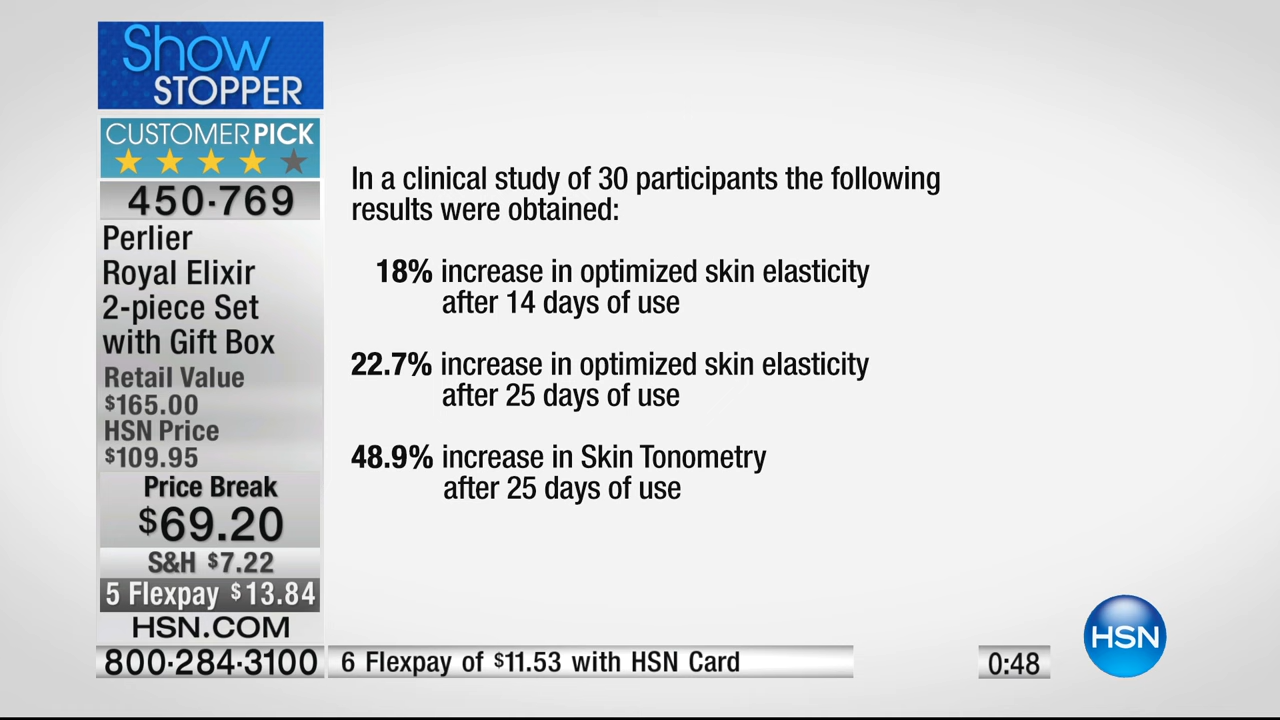 Show
STOPPER
CUSTOMERPICK
450·769
Perlier
Royal Elixir
2-piece Set
with Gift Box
Retail Value
$165.00
HSN Price
$109.95
Price Break
$69.20
S&H $7.22
5 Flexpay $13.84
HSN.COM
800·284·3100
In a clinical study of 30 participants the following
results were obtained:
18% increase in optimized skin elasticity
after 14 days of use
22.7% increase in optimized skin elasticity
after 25 days of use
48.9% increase in Skin Tonometry
after 25 days of use
HSN
6 Flexpay of $11.53 with HSN Card
0:48